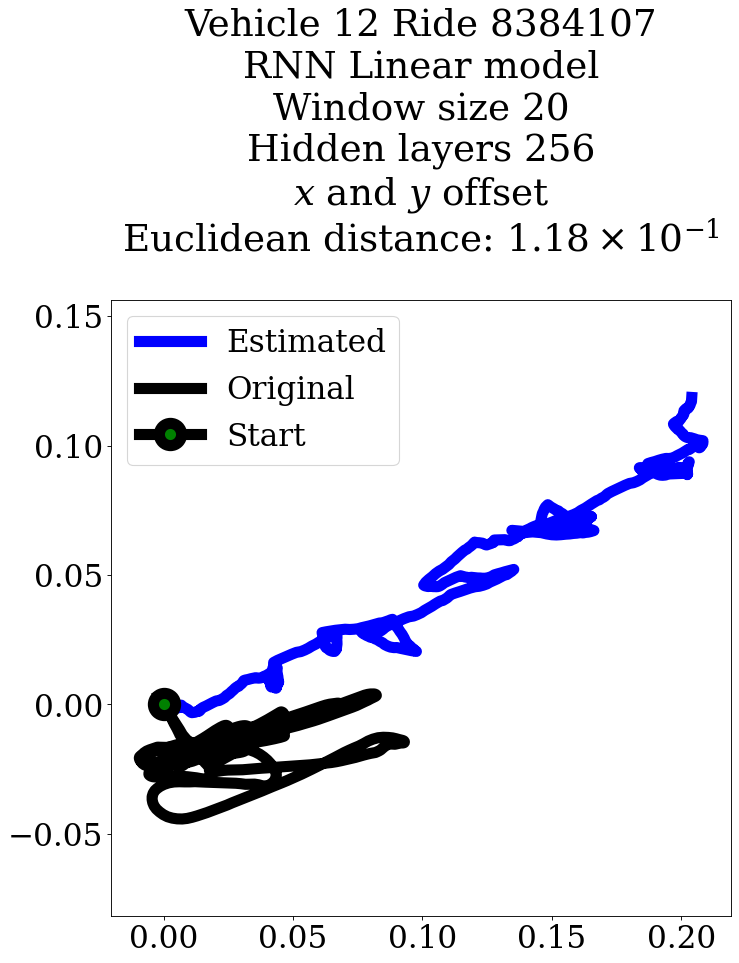 Vehicle 12 Ride 8384107
RNN Linear model
Window size 20
Hidden layers 256
x and y offset
Euclidean distance: 1.18 × 10⁻¹
0.15
0.10
0.05
0.00
−0.05
Estimated
Original
Start
0.00 0.05 0.10 0.15 0.20